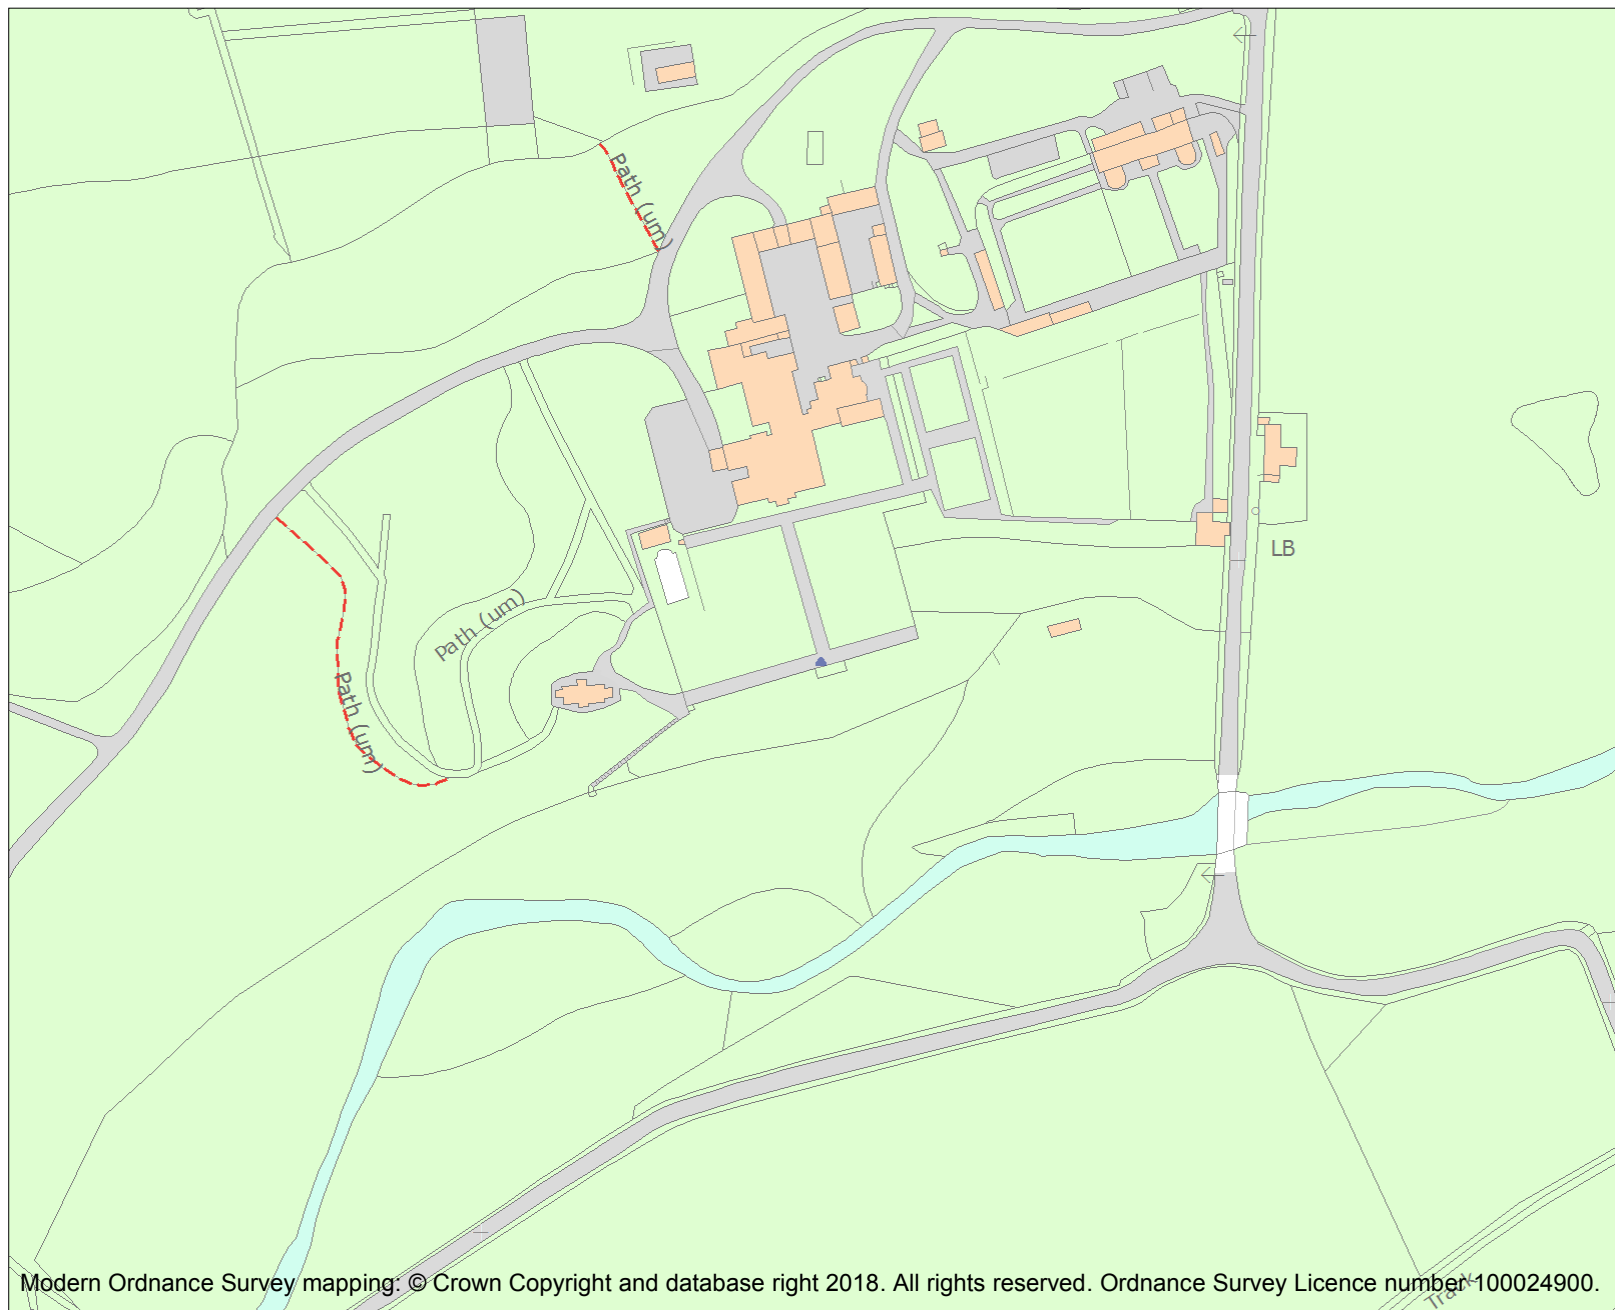 Path (um)
LB
Path (um)
Path (um)
Track
Modern Ordnance Survey mapping: © Crown Copyright and database right 2018. All rights reserved. Ordnance Survey Licence number 100024900.